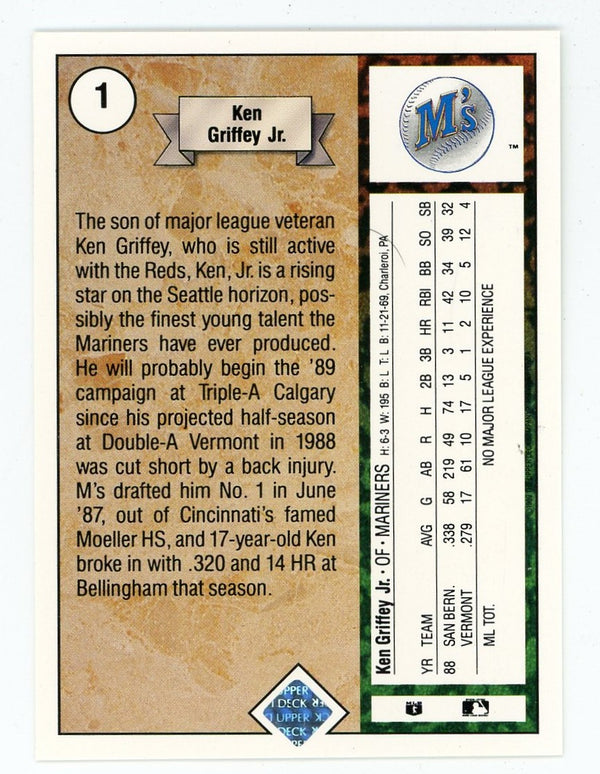 1
Ken
Griffey Jr.
The son of major league veteran
Ken Griffey, who is still active
with the Reds, Ken, Jr. is a rising
star on the Seattle horizon, pos-
sibly the finest young talent the
Mariners have ever produced.
He will probably begin the '89
campaign at Triple-A Calgary
since his projected half-season
at Double-A Vermont in 1988
was cut short by a back injury.
M's drafted him No. 1 in June
'87, out of Cincinnati's famed
Moeller HS, and 17-year-old Ken
broke in with .320 and 14 HR at
Bellingham that season.
UPPER
DECK
UPPER
DECK
M's
™
Ken Griffey Jr. • OF • MARINERS H: 6-3 W: 195 B: L T: L B: 11-21-69, Charleroi, PA
YR TEAM AVG G AB R H 2B 3B HR RBI BB SO SB
88 SAN BERN. .338 58 219 49 74 13 3 11 42 34 39 32
VERMONT .279 17 61 10 17 5 1 2 10 5 12 4
ML TOT. NO MAJOR LEAGUE EXPERIENCE